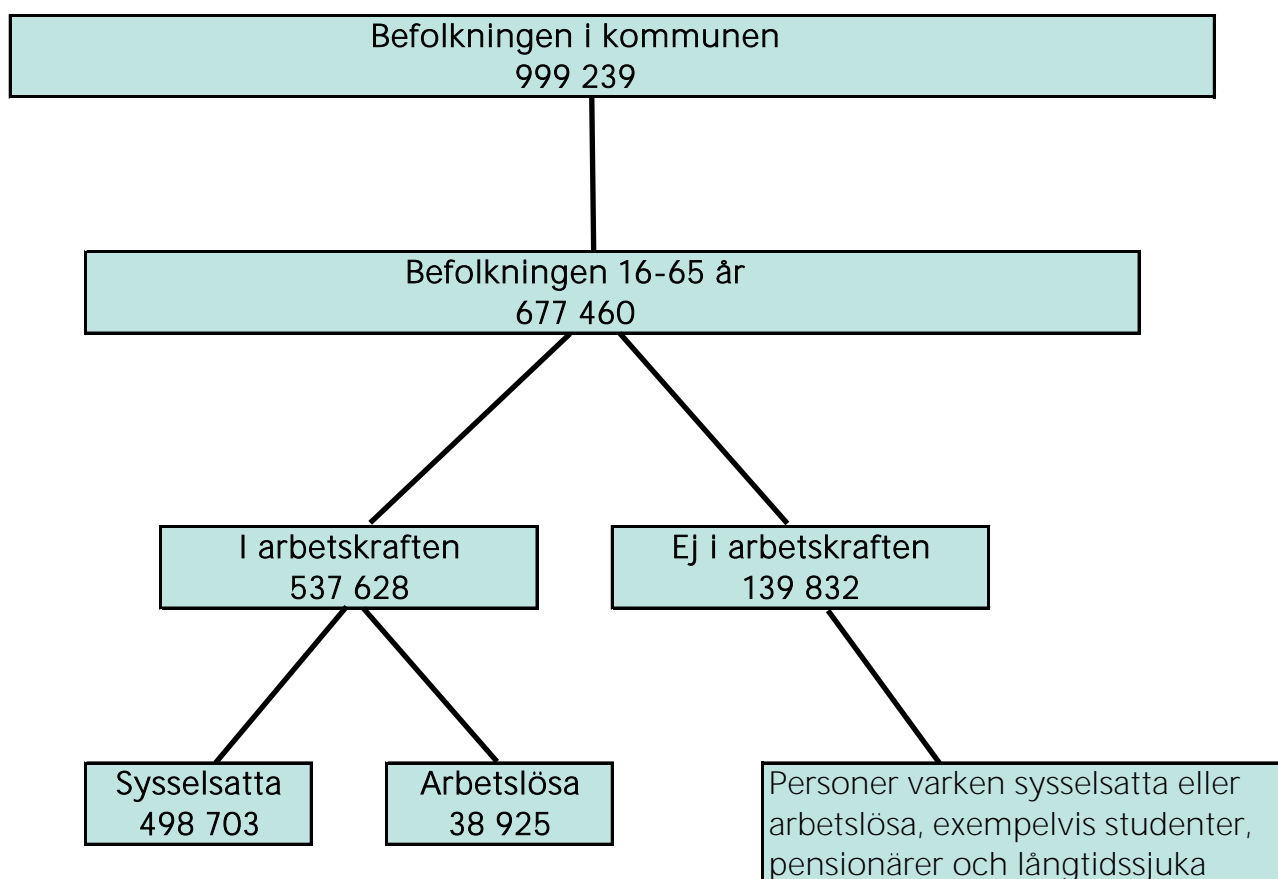 Befolkningen i kommunen
999 239
Befolkningen 16-65 år
677 460
I arbetskraften
537 628
Ej i arbetskraften
139 832
Sysselsatta
498 703
Arbetslösa
38 925
Personer varken sysselsatta eller
arbetslösa, exempelvis studenter,
pensionärer och långtidssjuka